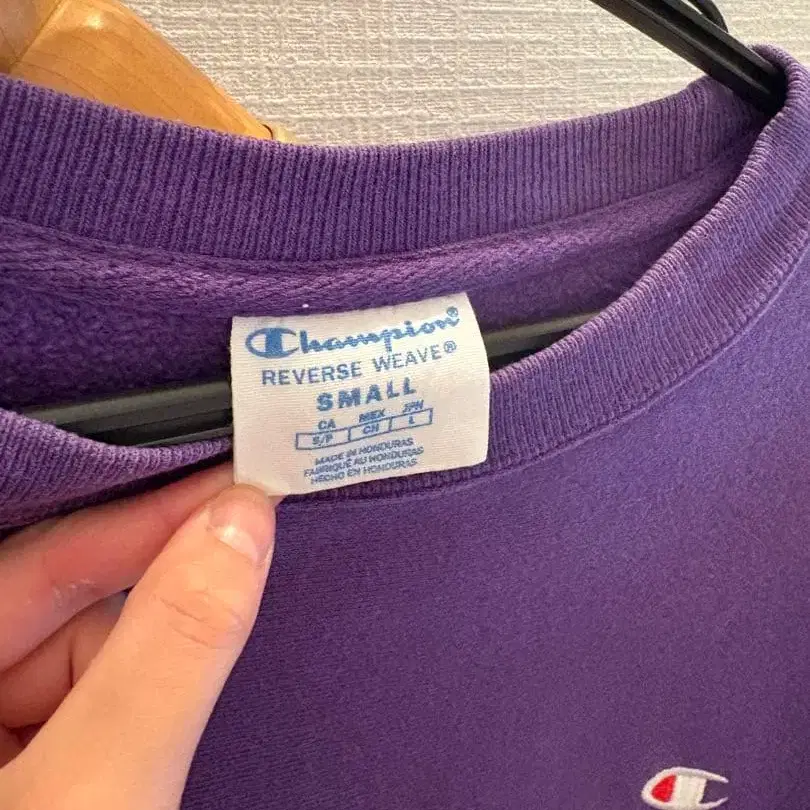 Champion®
REVERSE WEAVE®
SMALL
CA MEX JPN
S/P CH L
MADE IN HONDURAS
FABRIQUÉ AU HONDURAS
HECHO EN HONDURAS